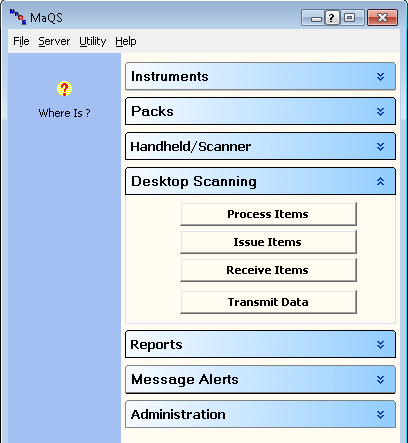 MaQS
File Server Utility Help
Where Is ?
Instruments
Packs
Handheld/Scanner
Desktop Scanning
Process Items
Issue Items
Receive Items
Transmit Data
Reports
Message Alerts
Administration